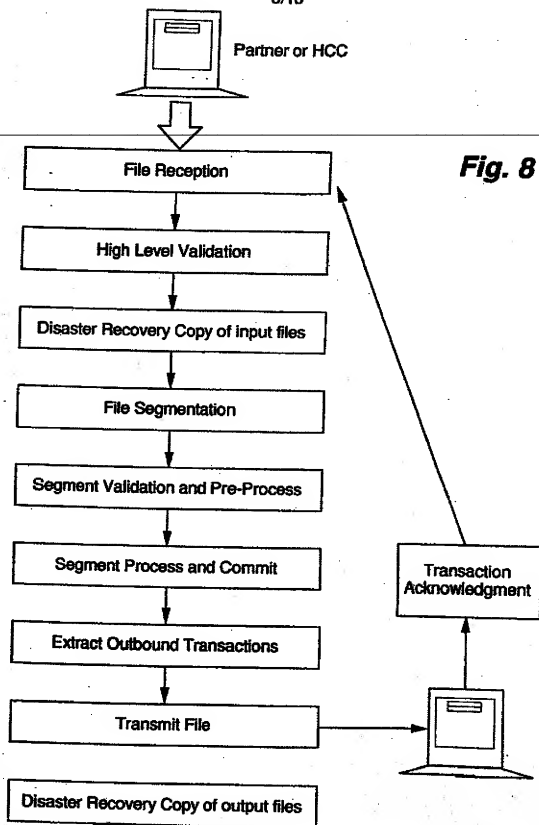 Partner or HCC
File Reception
Fig. 8
High Level Validation
Disaster Recovery Copy of input files
File Segmentation
Segment Validation and Pre-Process
Segment Process and Commit
Transaction
Acknowledgment
Extract Outbound Transactions
Transmit File
Disaster Recovery Copy of output files